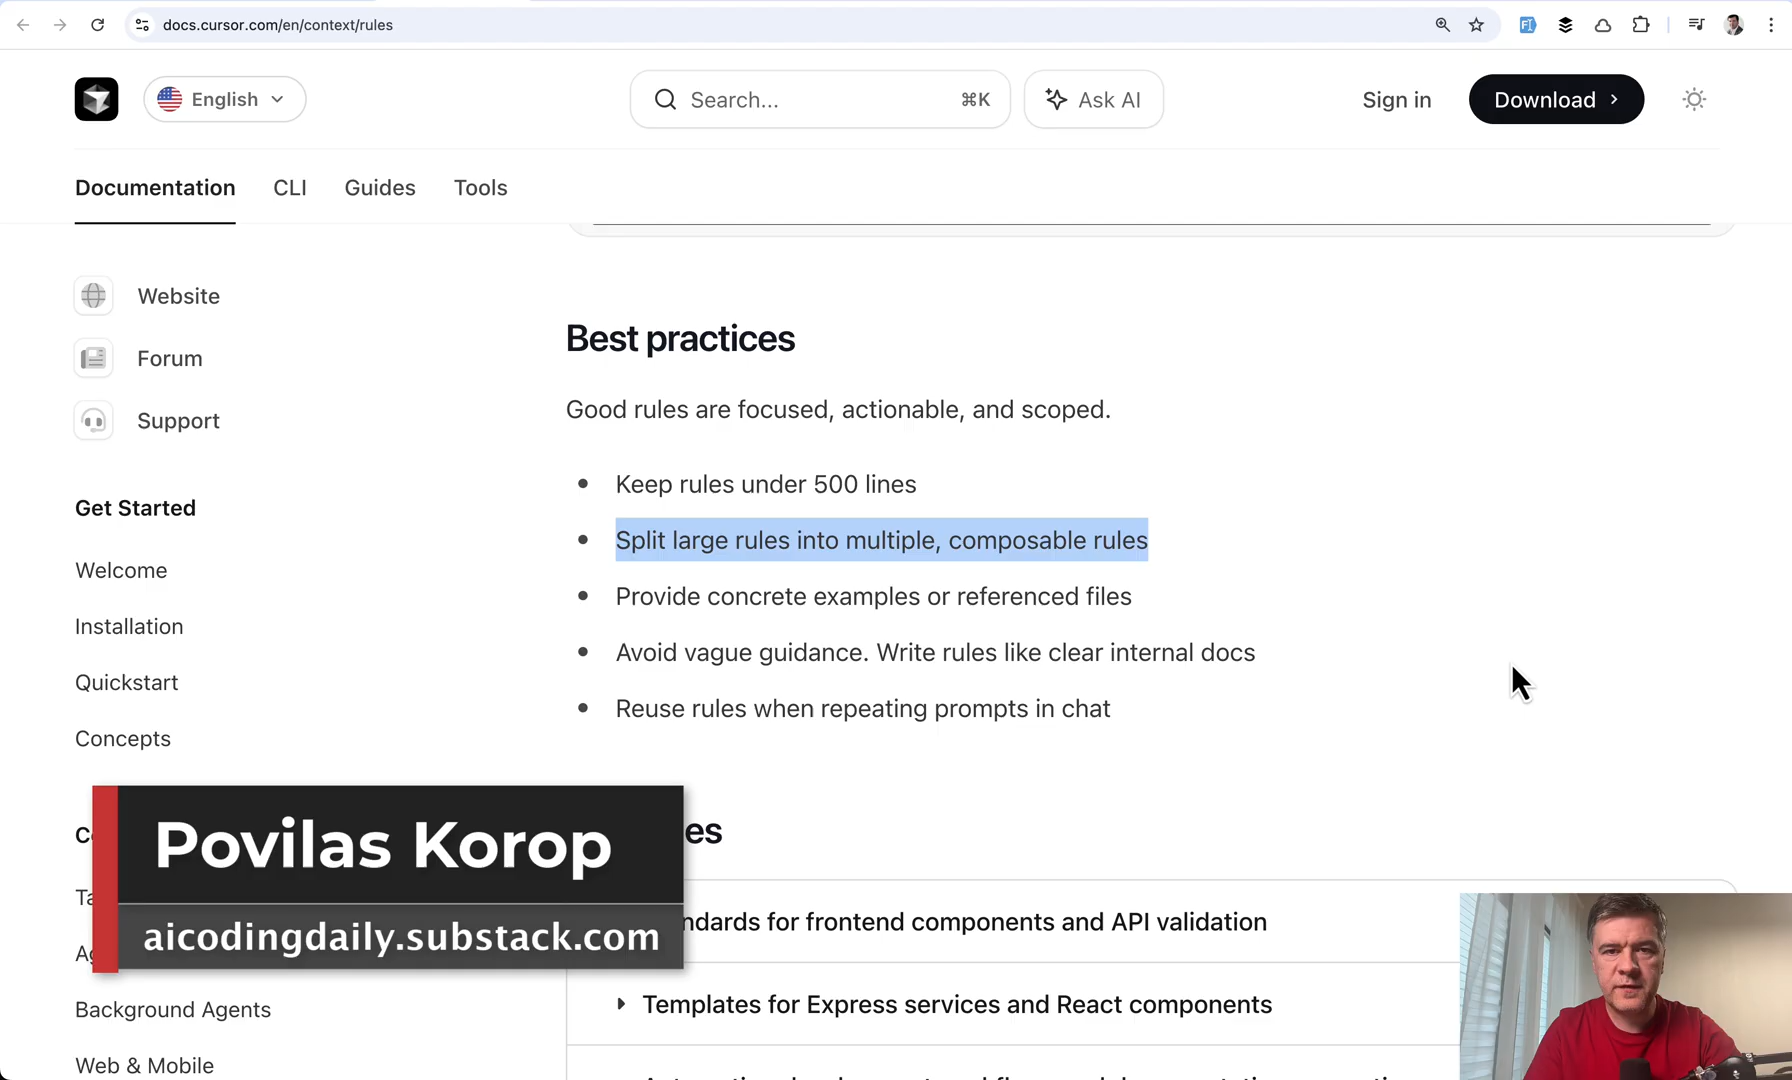 docs.cursor.com/en/context/rules
English
Search...
⌘K
Ask AI
Sign in
Download
Documentation
CLI
Guides
Tools
Website
Forum
Support
Get Started
Welcome
Installation
Quickstart
Concepts
Background Agents
Web & Mobile
Best practices
Good rules are focused, actionable, and scoped.
Keep rules under 500 lines
Split large rules into multiple, composable rules
Provide concrete examples or referenced files
Avoid vague guidance. Write rules like clear internal docs
Reuse rules when repeating prompts in chat
for frontend components and API validation
Templates for Express services and React components
Povilas Korop
aicodingdaily.substack.com